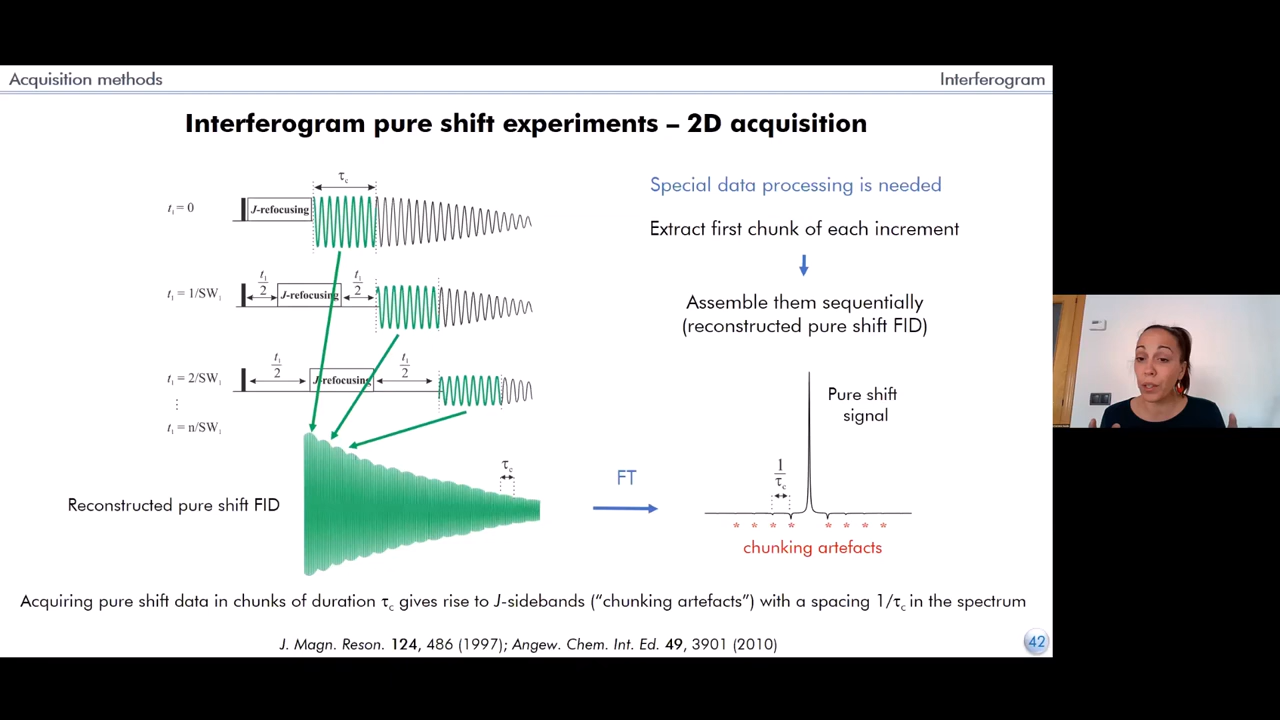 Acquisition methods
Interferogram
Interferogram pure shift experiments – 2D acquisition
τc
t1 = 0
J-refocusing
t1 = 1/SW1
t1/2
J-refocusing
t1/2
t1 = 2/SW1
t1/2
J-refocusing
t1/2
⋮
t1 = n/SW1
Special data processing is needed
Extract first chunk of each increment
Assemble them sequentially
(reconstructed pure shift FID)
Reconstructed pure shift FID
τc
FT
Pure shift
signal
1/τc
* * * * * * * *
chunking artefacts
Acquiring pure shift data in chunks of duration τc gives rise to J-sidebands (“chunking artefacts”) with a spacing 1/τc in the spectrum
J. Magn. Reson. 124, 486 (1997); Angew. Chem. Int. Ed. 49, 3901 (2010)
42